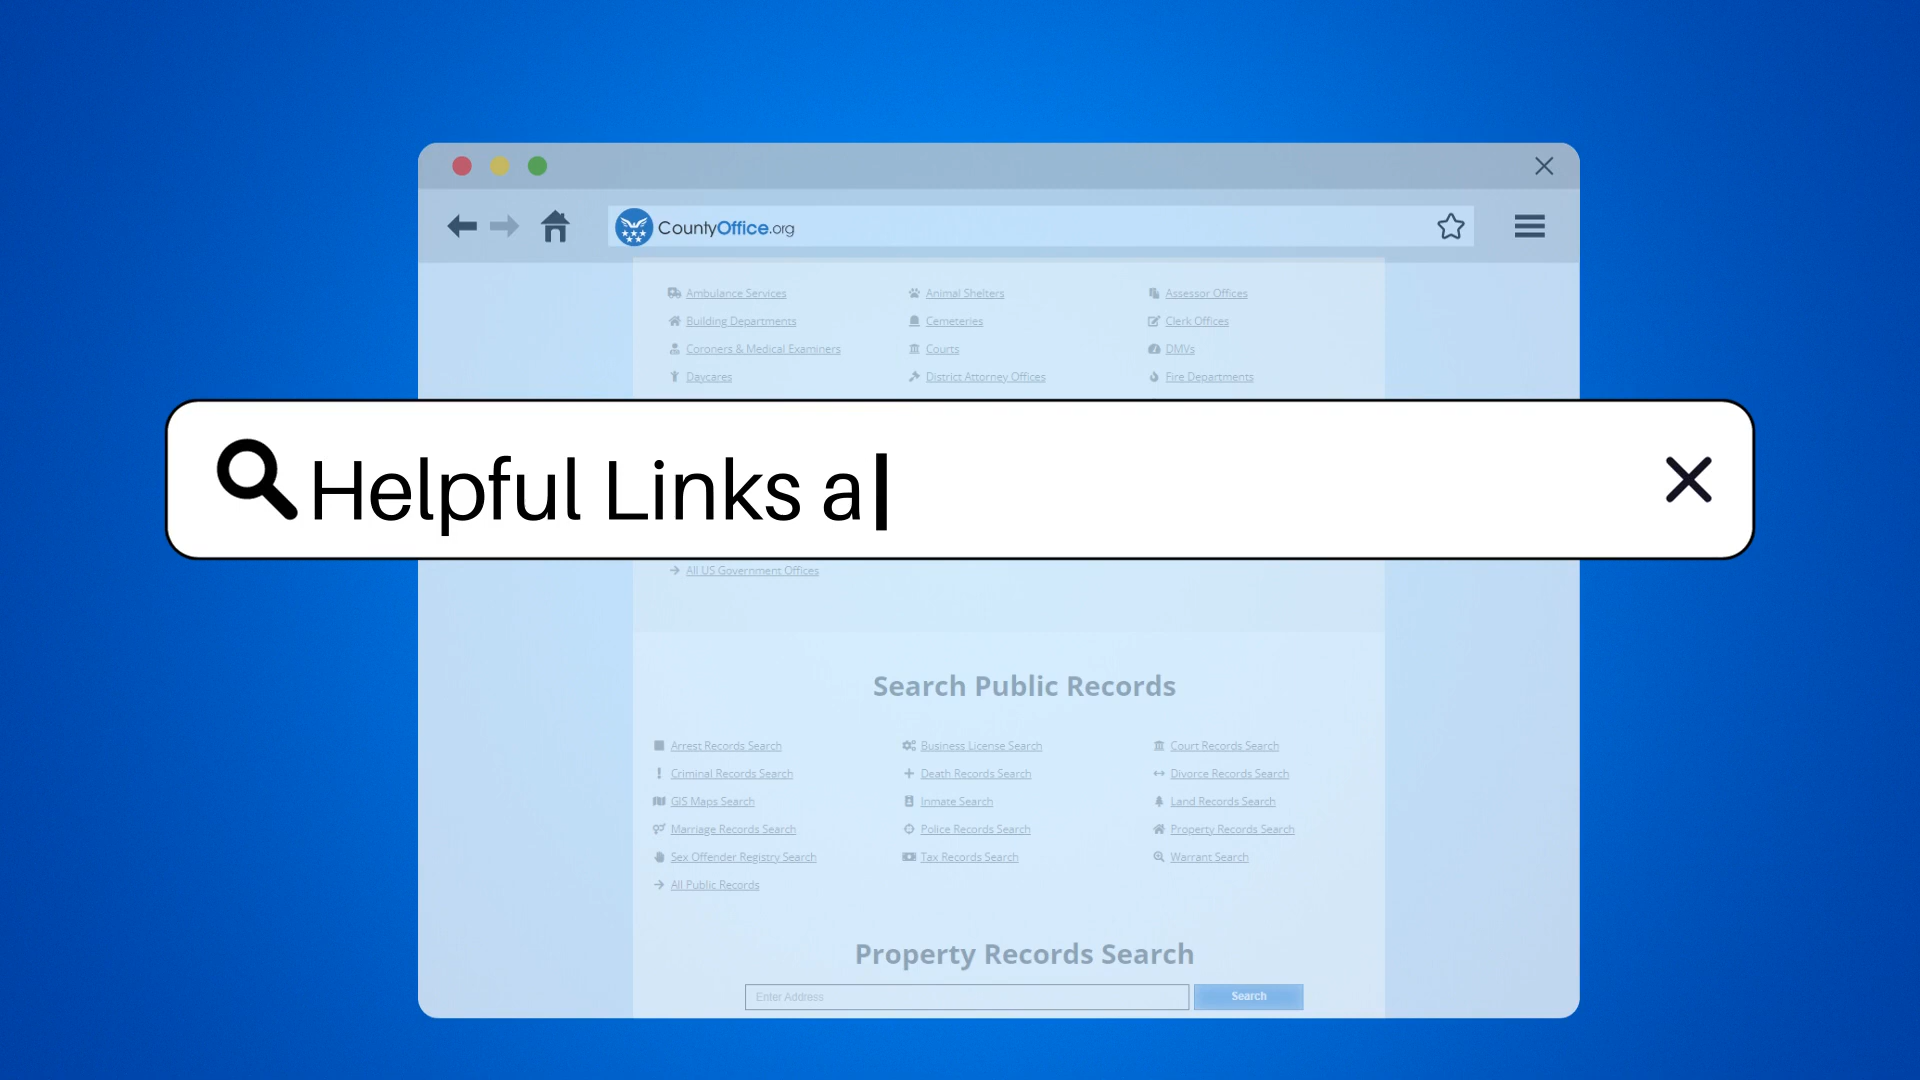 CountyOffice.org
Ambulance Services Animal Shelters Assessor Offices
Building Departments Cemeteries Clerk Offices
Coroners & Medical Examiners Courts DMVs
Daycares District Attorney Offices Fire Departments
Helpful Links a
All US Government Offices
Search Public Records
Arrest Records Search Business License Search Court Records Search
Criminal Records Search Death Records Search Divorce Records Search
GIS Maps Search Inmate Search Land Records Search
Marriage Records Search Police Records Search Property Records Search
Sex Offender Registry Search Tax Records Search Warrant Search
All Public Records
Property Records Search
Enter Address Search